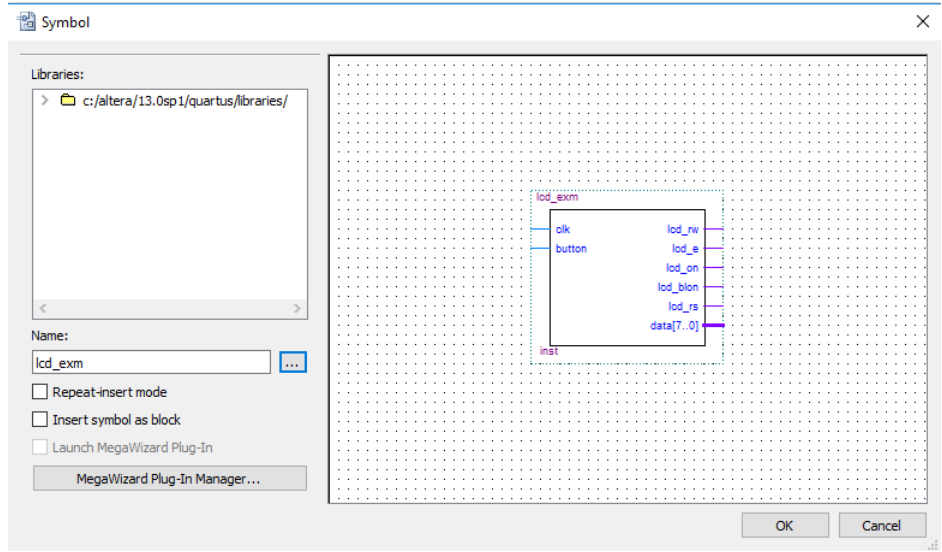 Symbol
Libraries:
c:/altera/13.0sp1/quartus/libraries/
Name:
lcd_exm
...
Repeat-insert mode
Insert symbol as block
Launch MegaWizard Plug-In
MegaWizard Plug-In Manager...
lcd_exm
clk
button
lcd_rw
lcd_e
lcd_on
lcd_blon
lcd_rs
data[7..0]
inst
OK
Cancel